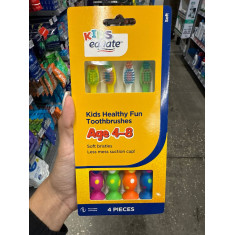 KIDS
equate
Kids Healthy Fun
Toothbrushes
Age 4-8
Soft bristles
Less mess suction cup!
4 PIECES